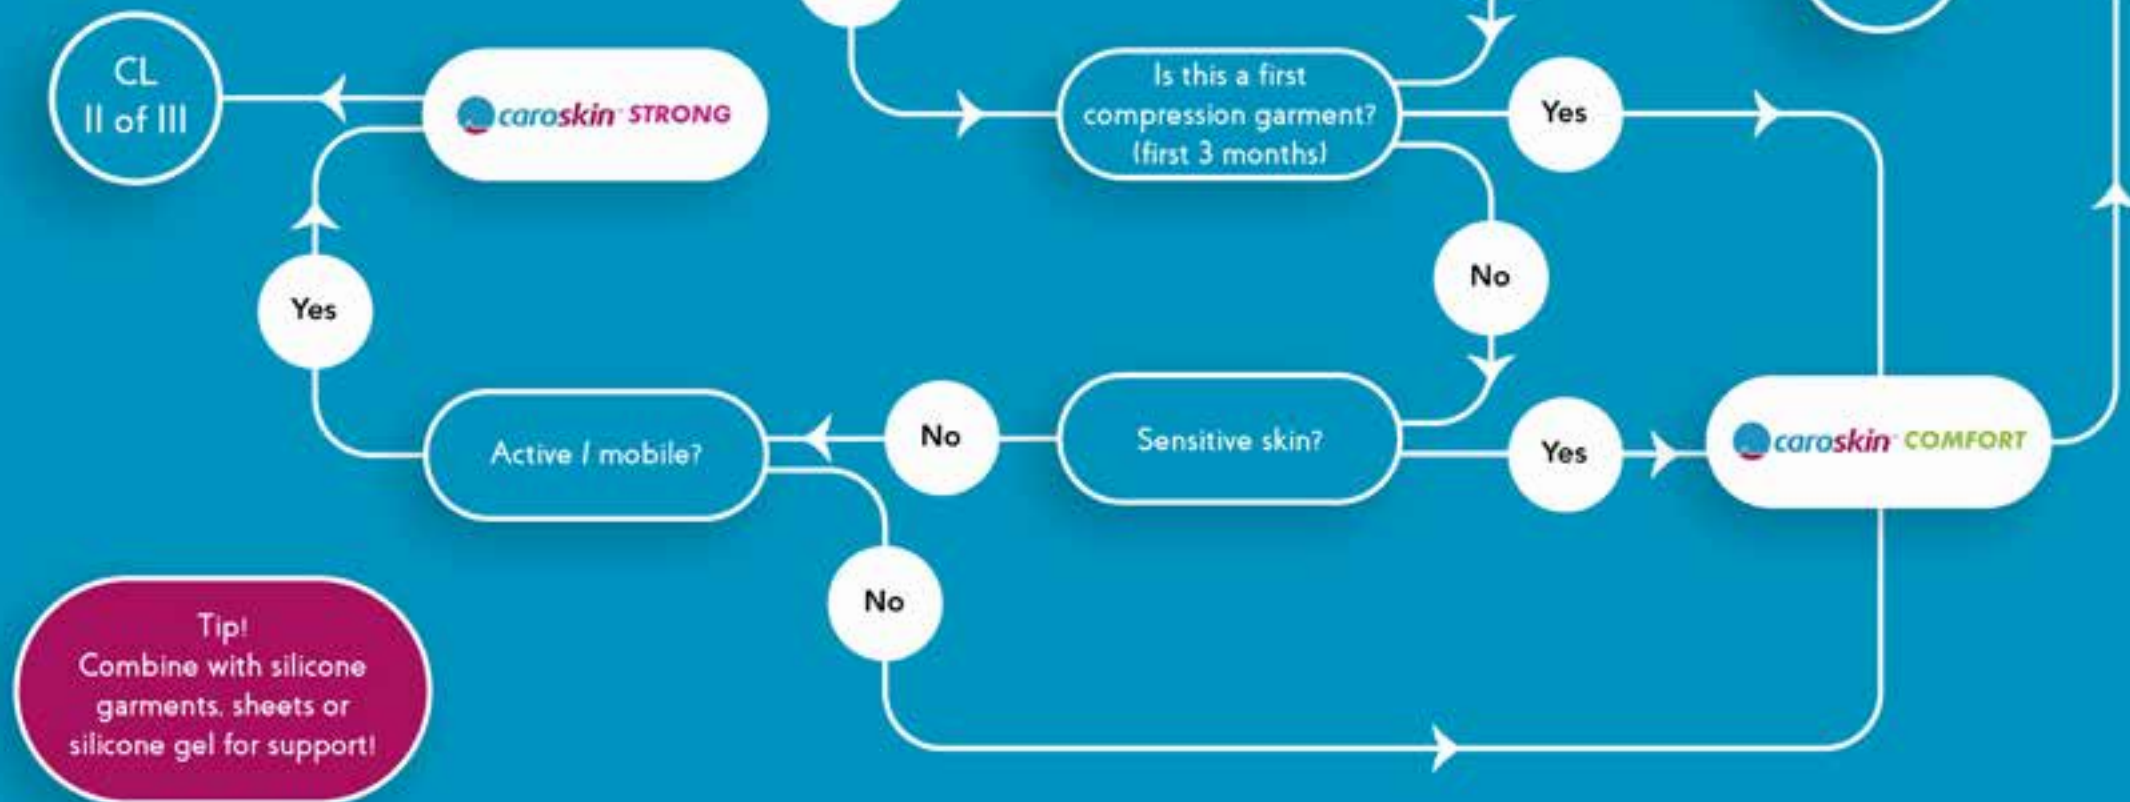 CL
II of III
caroskin STRONG
Is this a first
compression garment?
(first 3 months)
Yes
No
Yes
Active / mobile?
No
Sensitive skin?
Yes
caroskin COMFORT
No
Tip!
Combine with silicone
garments, sheets or
silicone gel for support!